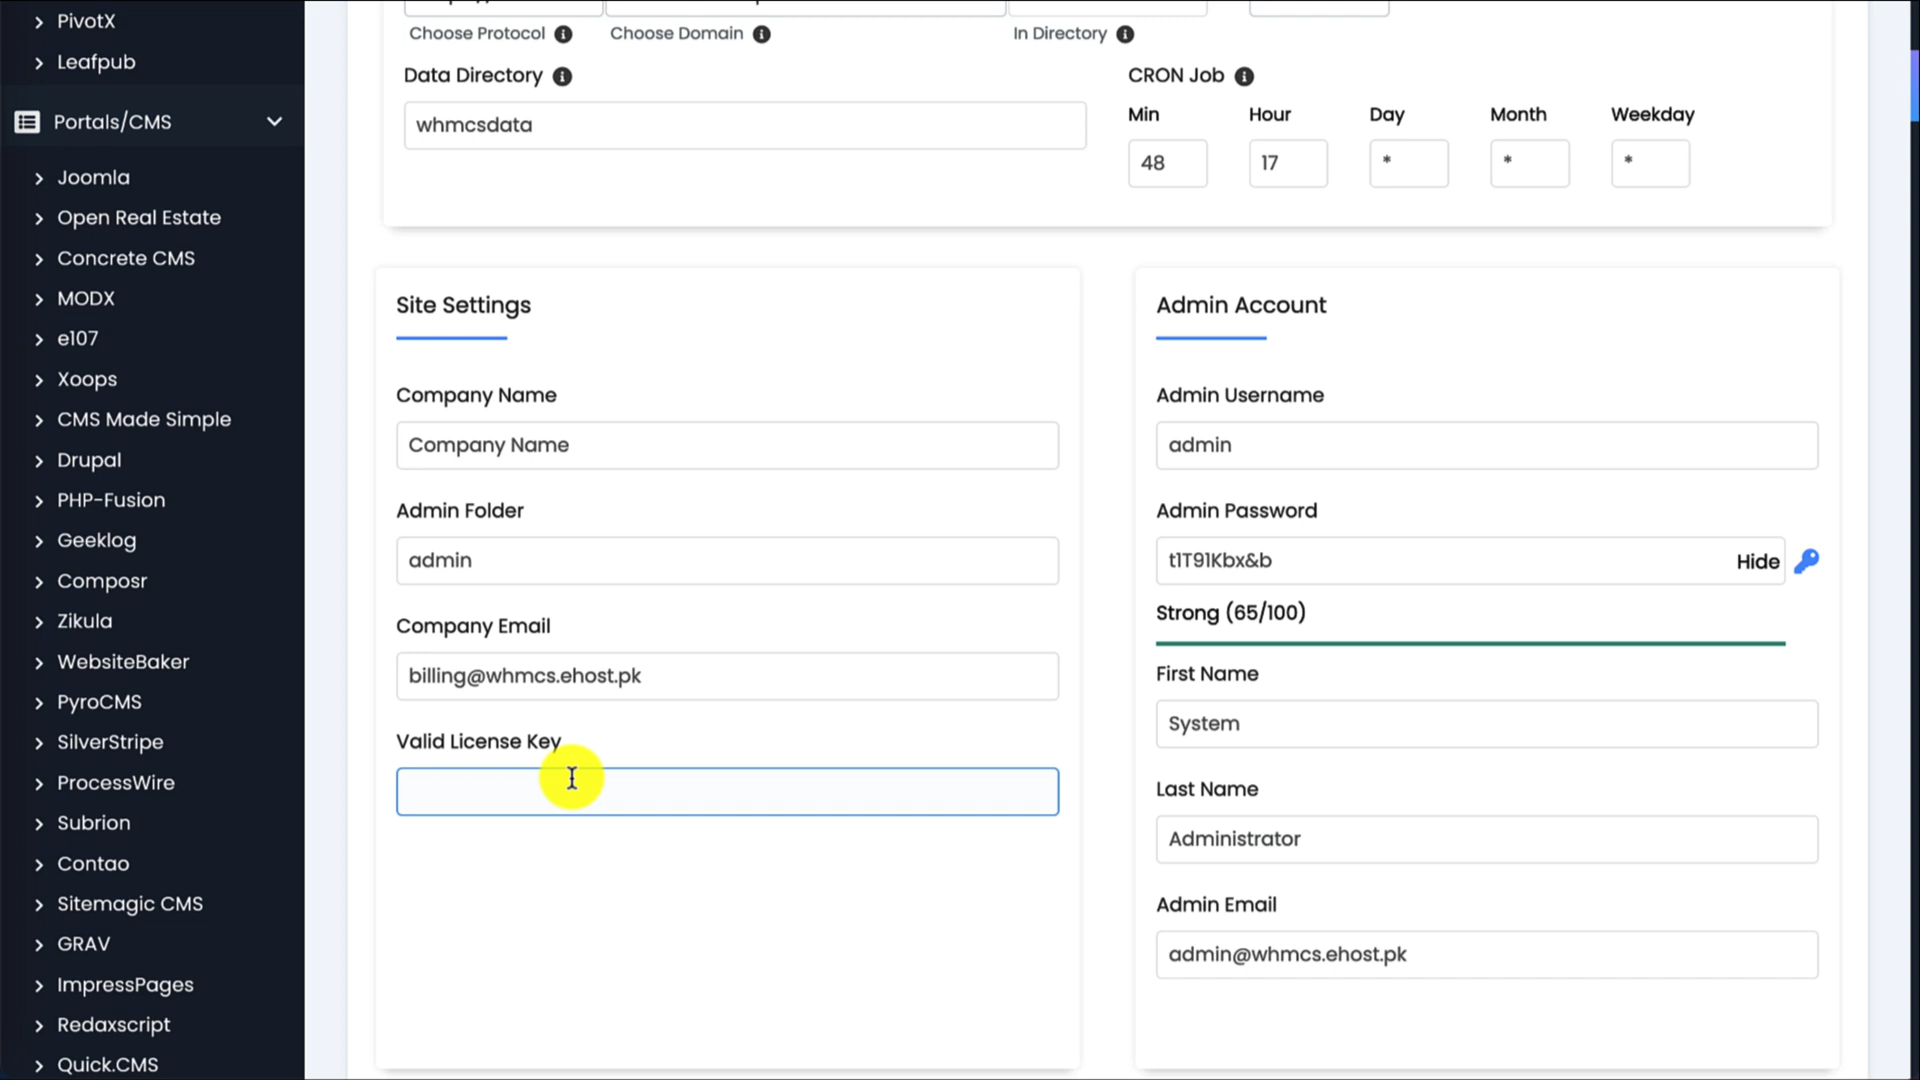 PivotX
Leafpub
Portals/CMS
Joomla
Open Real Estate
Concrete CMS
MODX
e107
Xoops
CMS Made Simple
Drupal
PHP-Fusion
Geeklog
Composr
Zikula
WebsiteBaker
PyroCMS
SilverStripe
ProcessWire
Subrion
Contao
Sitemagic CMS
GRAV
ImpressPages
Redaxscript
Quick.CMS
Choose Protocol Choose Domain In Directory
Data Directory
whmcsdata
CRON Job
Min Hour Day Month Weekday
48 17 * * *
Site Settings
Company Name
Company Name
Admin Folder
admin
Company Email
billing@whmcs.ehost.pk
Valid License Key
Admin Account
Admin Username
admin
Admin Password
t1T91Kbx&b Hide
Strong (65/100)
First Name
System
Last Name
Administrator
Admin Email
admin@whmcs.ehost.pk